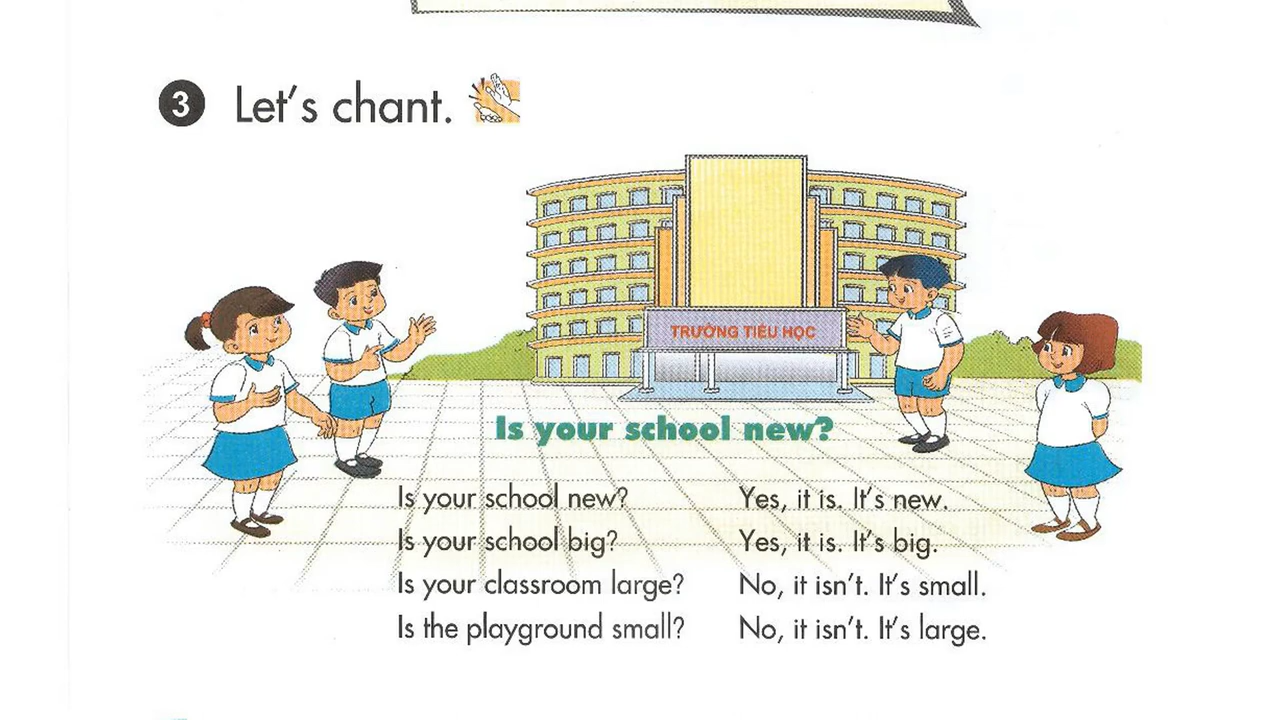 3 Let's chant.
TRƯỜNG TIỂU HỌC
Is your school new?
Is your school new? Yes, it is. It's new.
Is your school big? Yes, it is. It's big.
Is your classroom large? No, it isn't. It's small.
Is the playground small? No, it isn't. It's large.